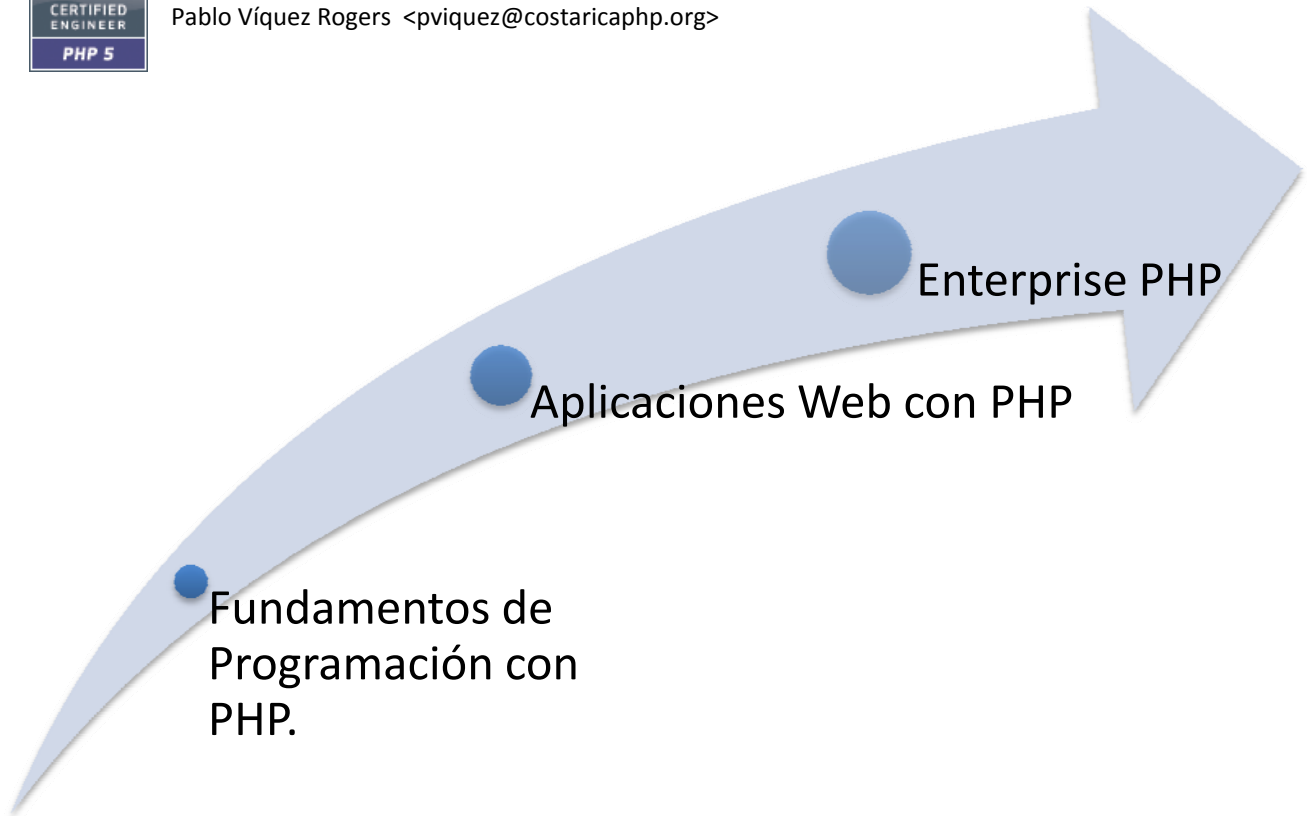 CERTIFIED
ENGINEER
PHP 5
Pablo Víquez Rogers <pviquez@costaricaphp.org>
Enterprise PHP
Aplicaciones Web con PHP
Fundamentos de
Programación con
PHP.